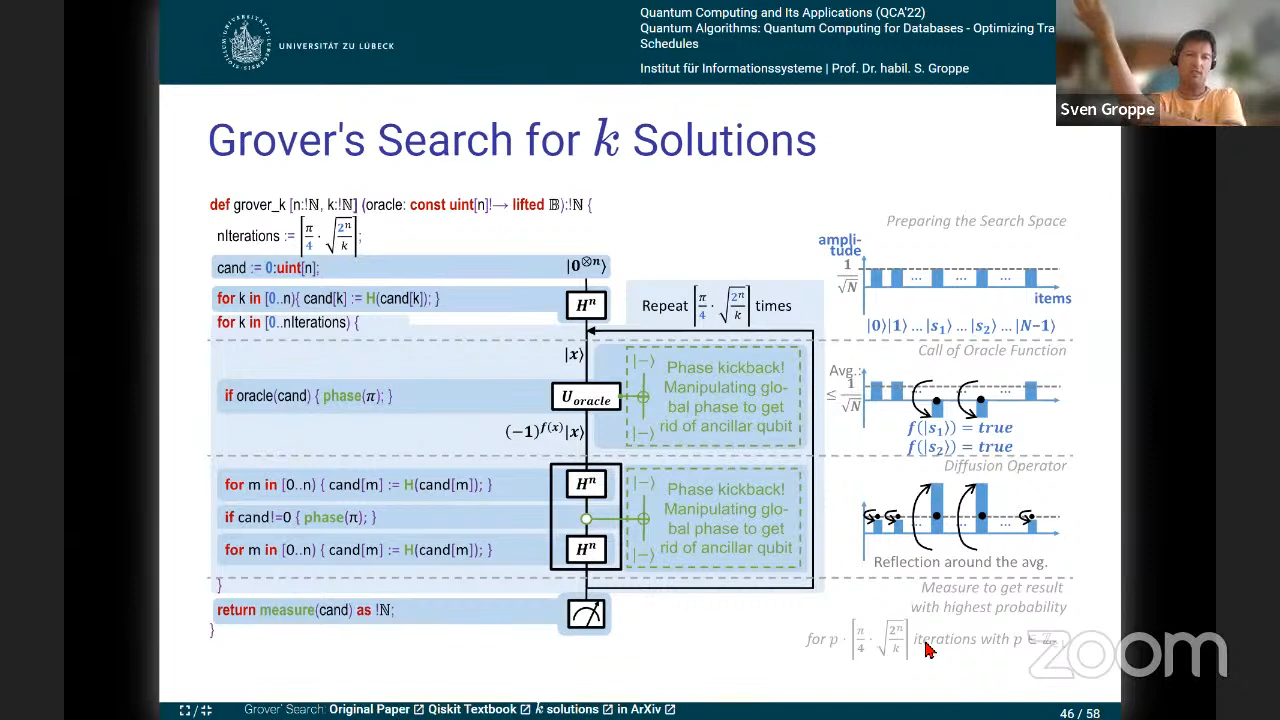 UNIVERSITÄT ZU LÜBECK
Quantum Computing and Its Applications (QCA'22)
Quantum Algorithms: Quantum Computing for Databases - Optimizing Tra
Schedules
Institut für Informationssysteme | Prof. Dr. habil. S. Groppe
Sven Groppe
Grover's Search for k Solutions
def grover_k [n:!ℕ, k:!ℕ] (oracle: const uint[n]!→ lifted 𝔹):!ℕ {
nIterations := ⌈π/4 · √(2ⁿ/k)⌉;
cand := 0:uint[n];
|0^⊗n⟩
for k in [0..n){ cand[k] := H(cand[k]); }
Hⁿ
Repeat ⌈π/4 · √(2ⁿ/k)⌉ times
for k in [0..nIterations) {
|x⟩
if oracle(cand) { phase(π); }
U_oracle
(−1)^f(x)|x⟩
|−⟩
Phase kickback!
Manipulating glo-
bal phase to get
rid of ancillar qubit
|−⟩
for m in [0..n) { cand[m] := H(cand[m]); }
Hⁿ
if cand!=0 { phase(π); }
for m in [0..n) { cand[m] := H(cand[m]); }
Hⁿ
|−⟩
Phase kickback!
Manipulating glo-
bal phase to get
rid of ancillar qubit
|−⟩
}
return measure(cand) as !ℕ;
}
Preparing the Search Space
ampli-
tude
1/√N
... ... ...
items
|0⟩|1⟩ ... |s₁⟩ ... |s₂⟩ ... |N−1⟩
Call of Oracle Function
Avg.:
≤ 1/√N
... ... ...
f(|s₁⟩) = true
f(|s₂⟩) = true
Diffusion Operator
... ... ...
Reflection around the avg.
Measure to get result
with highest probability
for p · ⌈π/4 · √(2ⁿ/k)⌉ iterations with p ∈
zoom
Grover' Search: Original Paper Qiskit Textbook k solutions in ArXiv
46 / 58